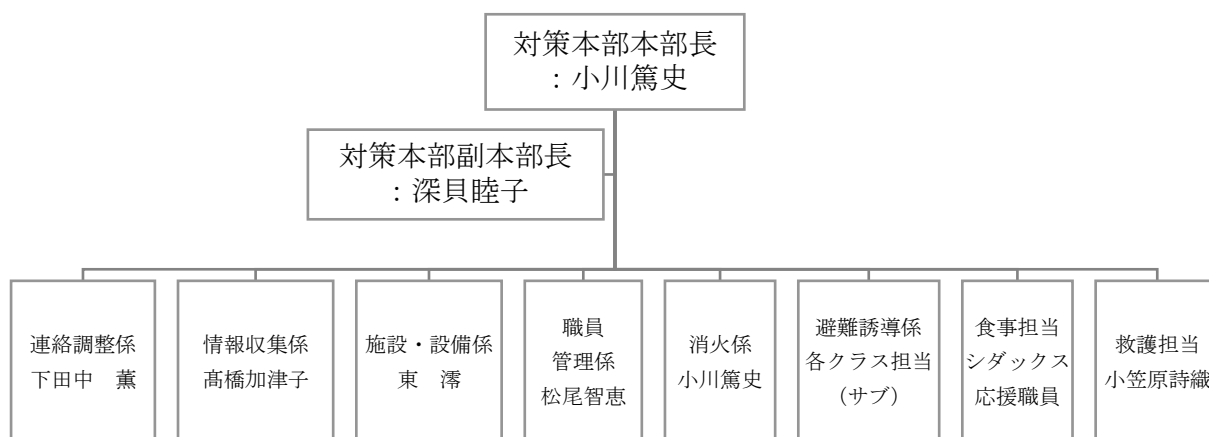 対策本部本部長
：小川篤史
対策本部副本部長
：深貝睦子
連絡調整係
下田中　薫
情報収集係
髙橋加津子
施設・設備係
東　澪
職員
管理係
松尾智恵
消火係
小川篤史
避難誘導係
各クラス担当
（サブ）
食事担当
シダックス
応援職員
救護担当
小笠原詩織